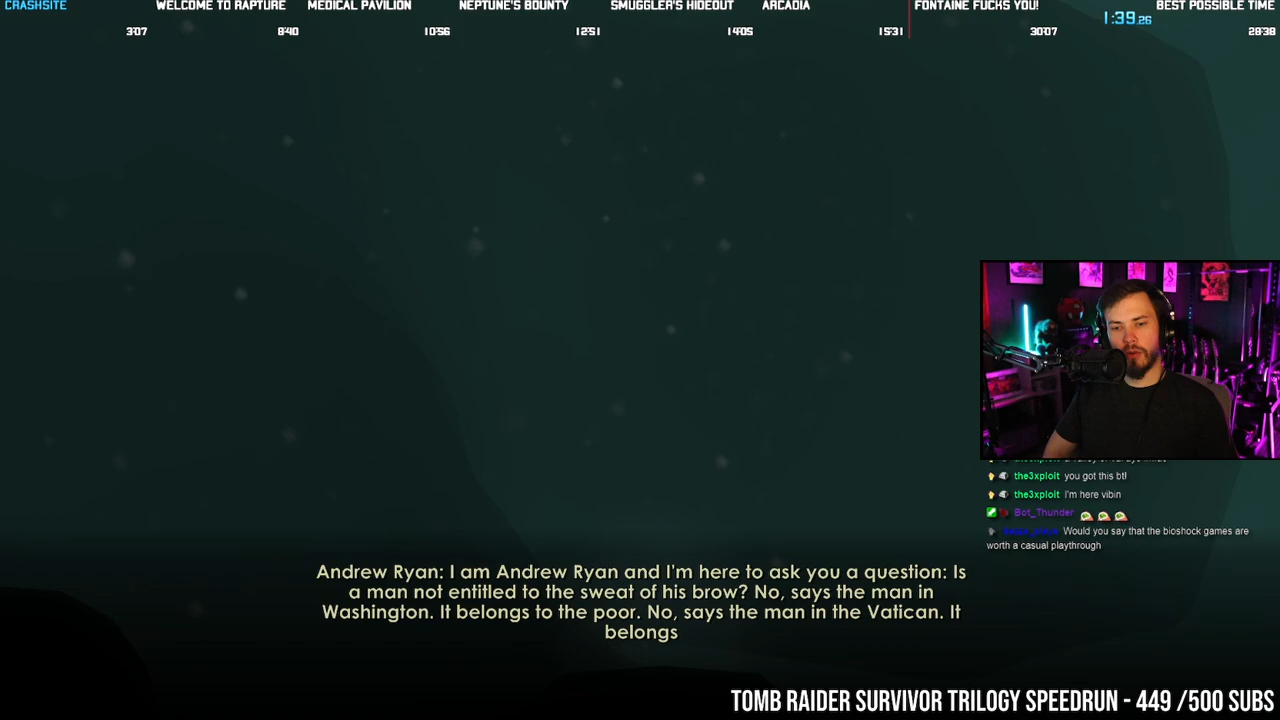 CRASHSITE WELCOME TO RAPTURE MEDICAL PAVILION NEPTUNE'S BOUNTY SMUGGLER'S HIDEOUT ARCADIA FONTAINE FUCKS YOU! BEST POSSIBLE TIME
1:39.26
3:07 8:40 10:56 12:51 14:05 15:31 30:07 28:38
the3xploit you got this bt!
the3xploit I'm here vibin
Bot_Thunder
Would you say that the bioshock games are
worth a casual playthrough
Andrew Ryan: I am Andrew Ryan and I'm here to ask you a question: Is
a man not entitled to the sweat of his brow? No, says the man in
Washington. It belongs to the poor. No, says the man in the Vatican. It
belongs
TOMB RAIDER SURVIVOR TRILOGY SPEEDRUN - 449 /500 SUBS